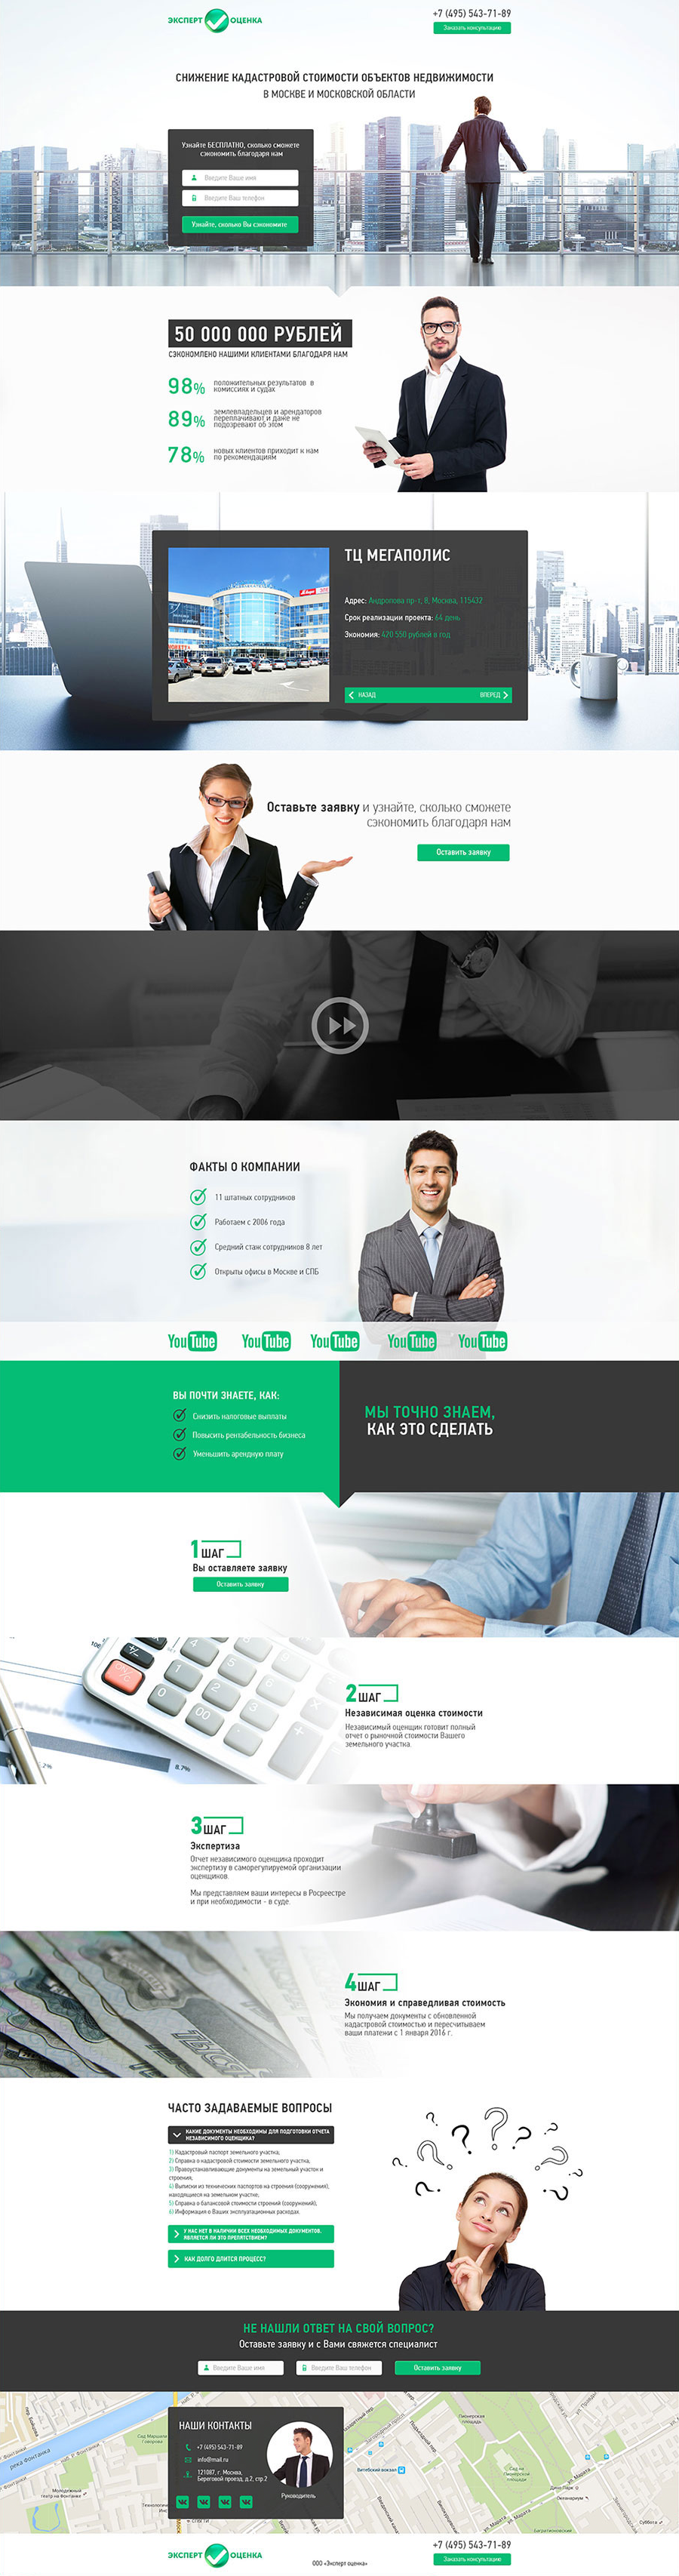 ЭКСПЕРТ ОЦЕНКА
+7 (495) 543-71-89
Заказать консультацию
СНИЖЕНИЕ КАДАСТРОВОЙ СТОИМОСТИ ОБЪЕКТОВ НЕДВИЖИМОСТИ
В МОСКВЕ И МОСКОВСКОЙ ОБЛАСТИ
Узнайте БЕСПЛАТНО, сколько сможете
сэкономить благодаря нам
Введите Ваше имя
Введите Ваш телефон
Узнайте, сколько Вы сэкономите
50 000 000 РУБЛЕЙ
СЭКОНОМЛЕНО НАШИМИ КЛИЕНТАМИ БЛАГОДАРЯ НАМ
98% положительных результатов в
комиссиях и судах
89% землевладельцев и арендаторов
переплачивают и даже не
подозревают об этом
78% новых клиентов приходит к нам
по рекомендациям
ТЦ МЕГАПОЛИС
Адрес: Андропова пр-т, 8, Москва, 115432
Срок реализации проекта: 64 день
Экономия: 420 550 рублей в год
НАЗАД
ВПЕРЕД
Оставьте заявку и узнайте, сколько сможете
сэкономить благодаря нам
Оставить заявку
ФАКТЫ О КОМПАНИИ
11 штатных сотрудников
Работаем с 2006 года
Средний стаж сотрудников 8 лет
Открыты офисы в Москве и СПБ
YouTube YouTube YouTube YouTube YouTube
ВЫ ПОЧТИ ЗНАЕТЕ, КАК:
Снизить налоговые выплаты
Повысить рентабельность бизнеса
Уменьшить арендную плату
МЫ ТОЧНО ЗНАЕМ,
КАК ЭТО СДЕЛАТЬ
1 ШАГ
Вы оставляете заявку
Оставить заявку
2 ШАГ
Независимая оценка стоимости
Независимый оценщик готовит полный
отчет о рыночной стоимости Вашего
земельного участка.
3 ШАГ
Экспертиза
Отчет независимого оценщика проходит
экспертизу в саморегулируемой организации
оценщиков.
Мы представляем ваши интересы в Росреестре
и при необходимости - в суде.
4 ШАГ
Экономия и справедливая стоимость
Мы получаем документы с обновленной
кадастровой стоимостью и пересчитываем
ваши платежи с 1 января 2016 г.
ЧАСТО ЗАДАВАЕМЫЕ ВОПРОСЫ
КАКИЕ ДОКУМЕНТЫ НЕОБХОДИМЫ ДЛЯ ПОДГОТОВКИ ОТЧЕТА
НЕЗАВИСИМОГО ОЦЕНЩИКА?
1) Кадастровый паспорт земельного участка,
2) Справка о кадастровой стоимости земельного участка,
3) Правоустанавливающие документы на земельный участок и
строения,
4) Выписки из технических паспортов на строения (сооружения),
находящиеся на земельном участке,
5) Справка о балансовой стоимости строений (сооружений),
6) Информация о Ваших эксплуатационных расходах.
У НАС НЕТ В НАЛИЧИИ ВСЕХ НЕОБХОДИМЫХ ДОКУМЕНТОВ.
ЯВЛЯЕТСЯ ЛИ ЭТО ПРЕПЯТСТВИЕМ?
КАК ДОЛГО ДЛИТСЯ ПРОЦЕСС?
НЕ НАШЛИ ОТВЕТ НА СВОЙ ВОПРОС?
Оставьте заявку и с Вами свяжется специалист
Введите Ваше имя
Введите Ваш телефон
Оставить заявку
НАШИ КОНТАКТЫ
+7 (495) 543-71-89
info@mail.ru
121087, г. Москва,
Береговой проезд, д.2, стр.2
Руководитель
река Фонтанка
Витебский вокзал
ул. Марата
ЭКСПЕРТ ОЦЕНКА
ООО «Эксперт оценка»
+7 (495) 543-71-89
Заказать консультацию